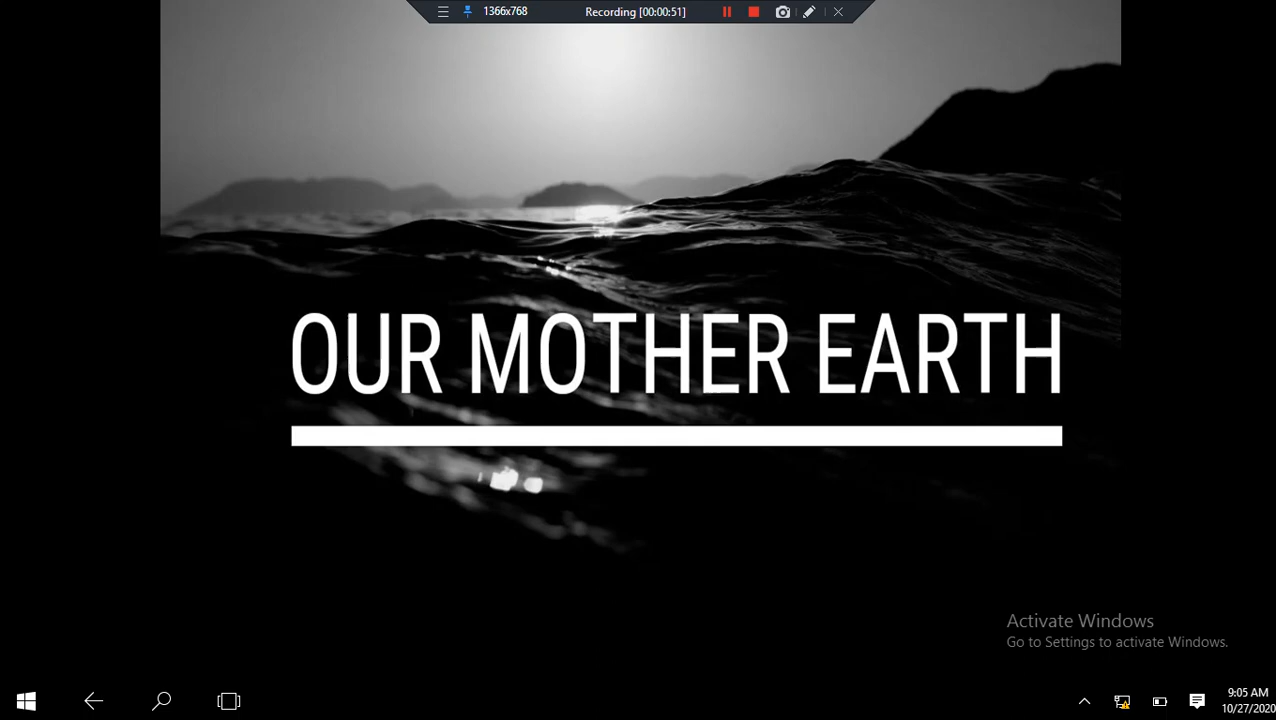 1366x768 Recording [00:00:51]
OUR MOTHER EARTH
Activate Windows
Go to Settings to activate Windows.
9:05 AM
10/27/2020